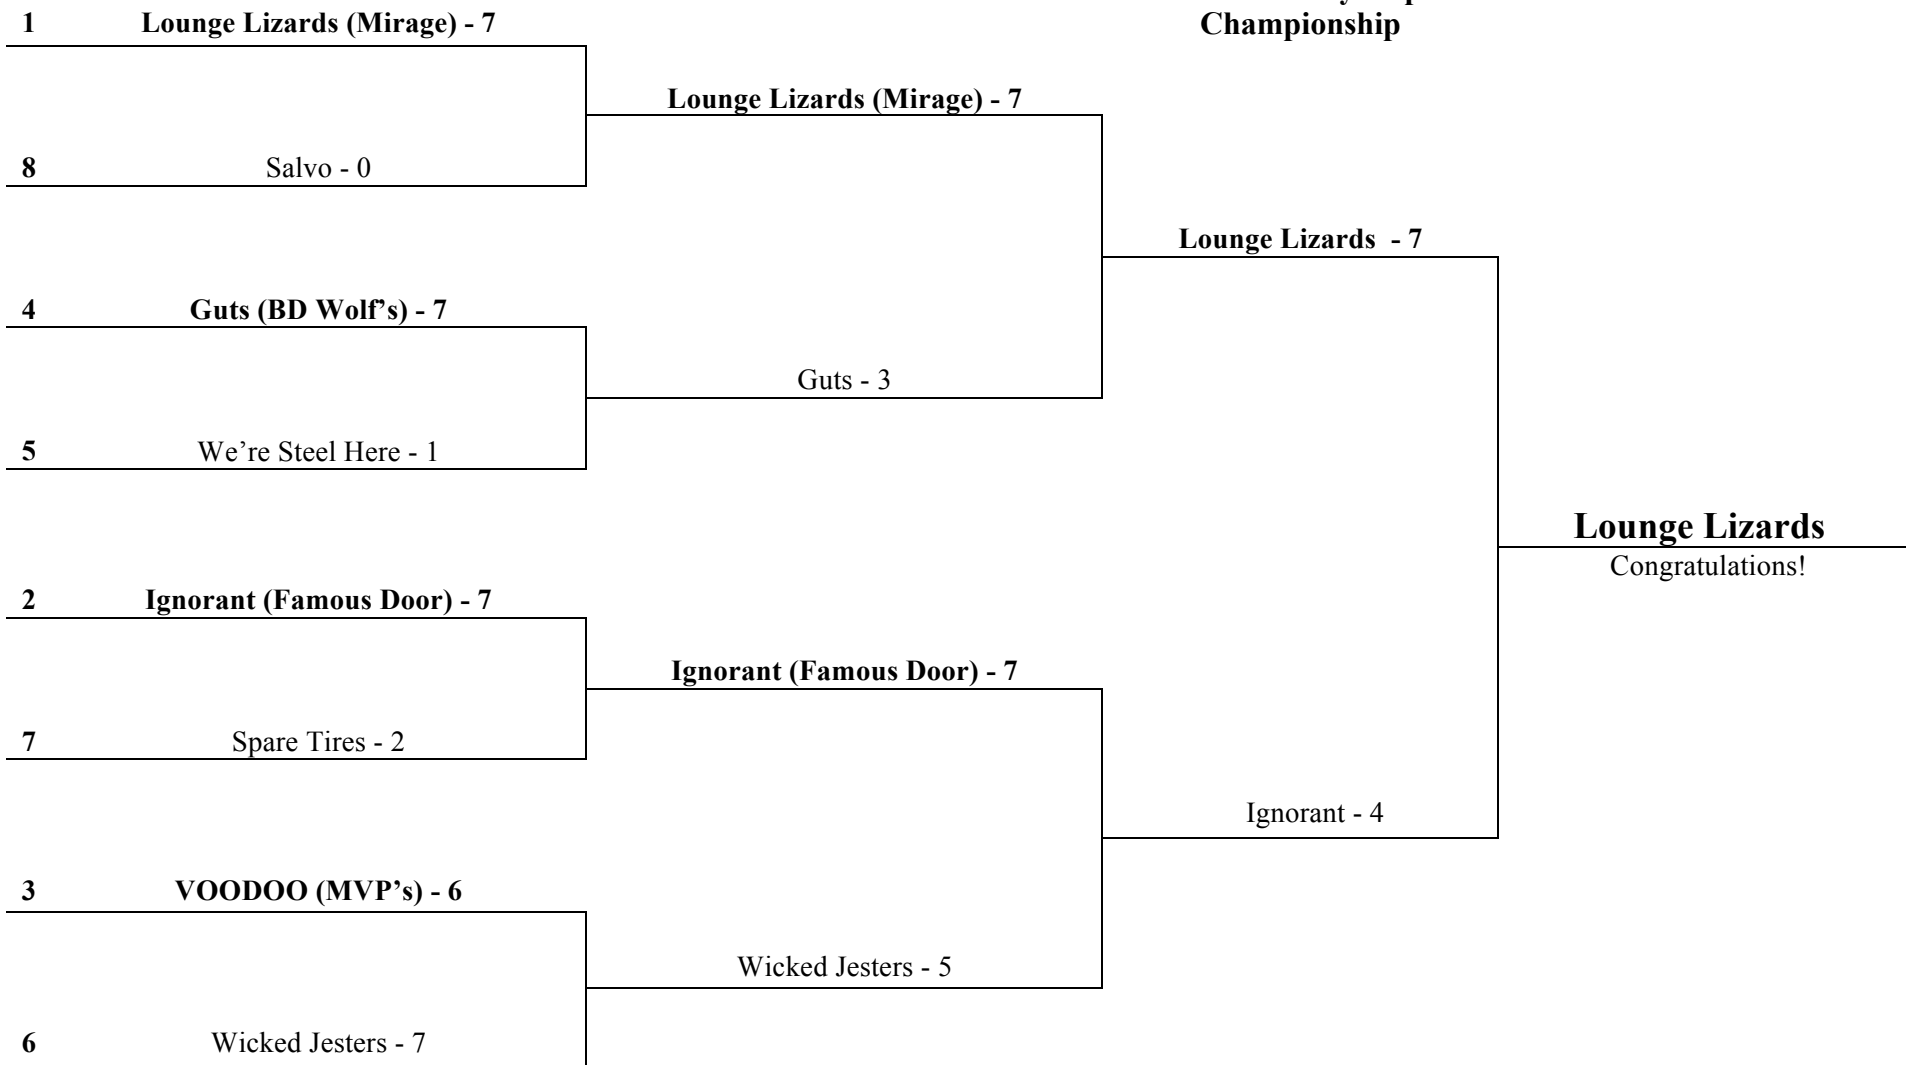 Championship
1 Lounge Lizards (Mirage) - 7
Lounge Lizards (Mirage) - 7
8 Salvo - 0
Lounge Lizards - 7
4 Guts (BD Wolf’s) - 7
Guts - 3
5 We’re Steel Here - 1
Lounge Lizards
Congratulations!
2 Ignorant (Famous Door) - 7
Ignorant (Famous Door) - 7
7 Spare Tires - 2
Ignorant - 4
3 VOODOO (MVP’s) - 6
Wicked Jesters - 5
6 Wicked Jesters - 7